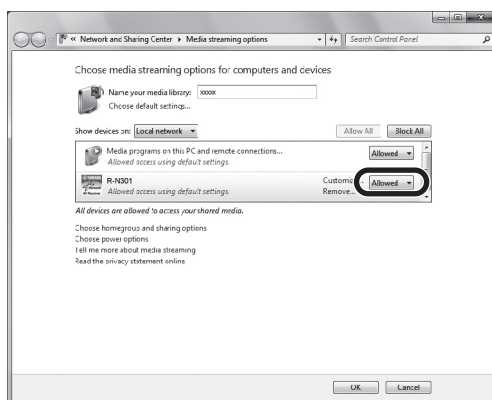 « Network and Sharing Center ▸ Media streaming options
Search Control Panel
Choose media streaming options for computers and devices
Name your media library: xxxxx
Choose default settings...
Show devices on: Local network
Allow All Block All
Media programs on this PC and remote connections...
Allowed access using default settings
Allowed
R-N301
Allowed access using default settings
Customiz
Remove...
Allowed
All devices are allowed to access your shared media.
Choose homegroup and sharing options
Choose power options
Tell me more about media streaming
Read the privacy statement online
OK Cancel